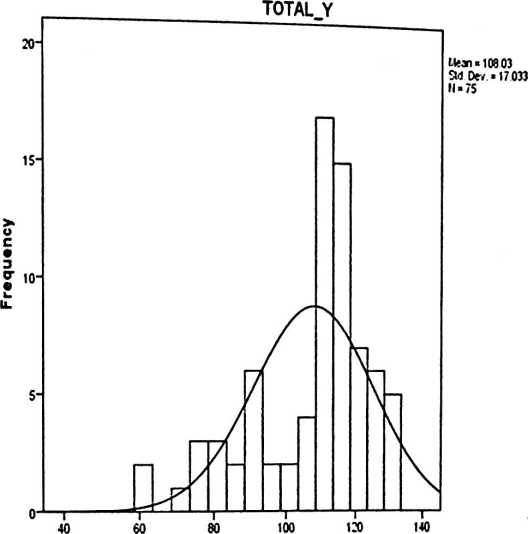 TOTAL_Y
Mean = 108.03
Std. Dev. = 17.033
N = 75
Frequency
20
15
10
5
0
40 60 80 100 120 140